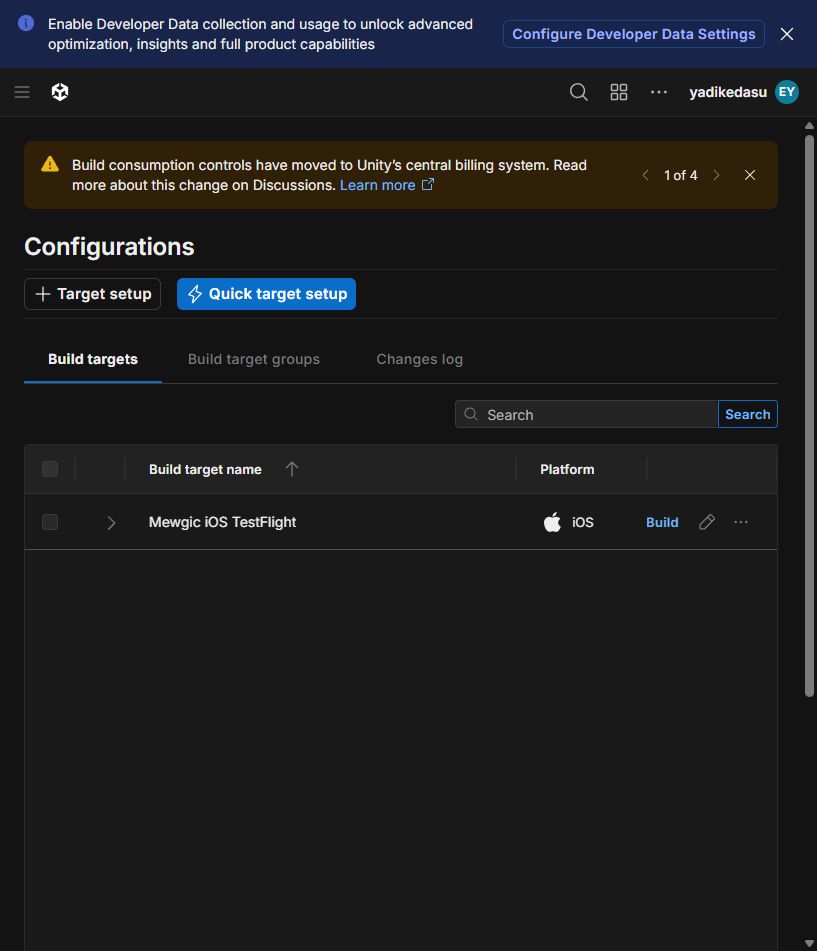 Enable Developer Data collection and usage to unlock advanced
optimization, insights and full product capabilities
Configure Developer Data Settings
yadikedasu EY
Build consumption controls have moved to Unity's central billing system. Read
more about this change on Discussions. Learn more
1 of 4
Configurations
Target setup
Quick target setup
Build targets
Build target groups
Changes log
Search
Search
Build target name
Platform
Mewgic iOS TestFlight
iOS
Build